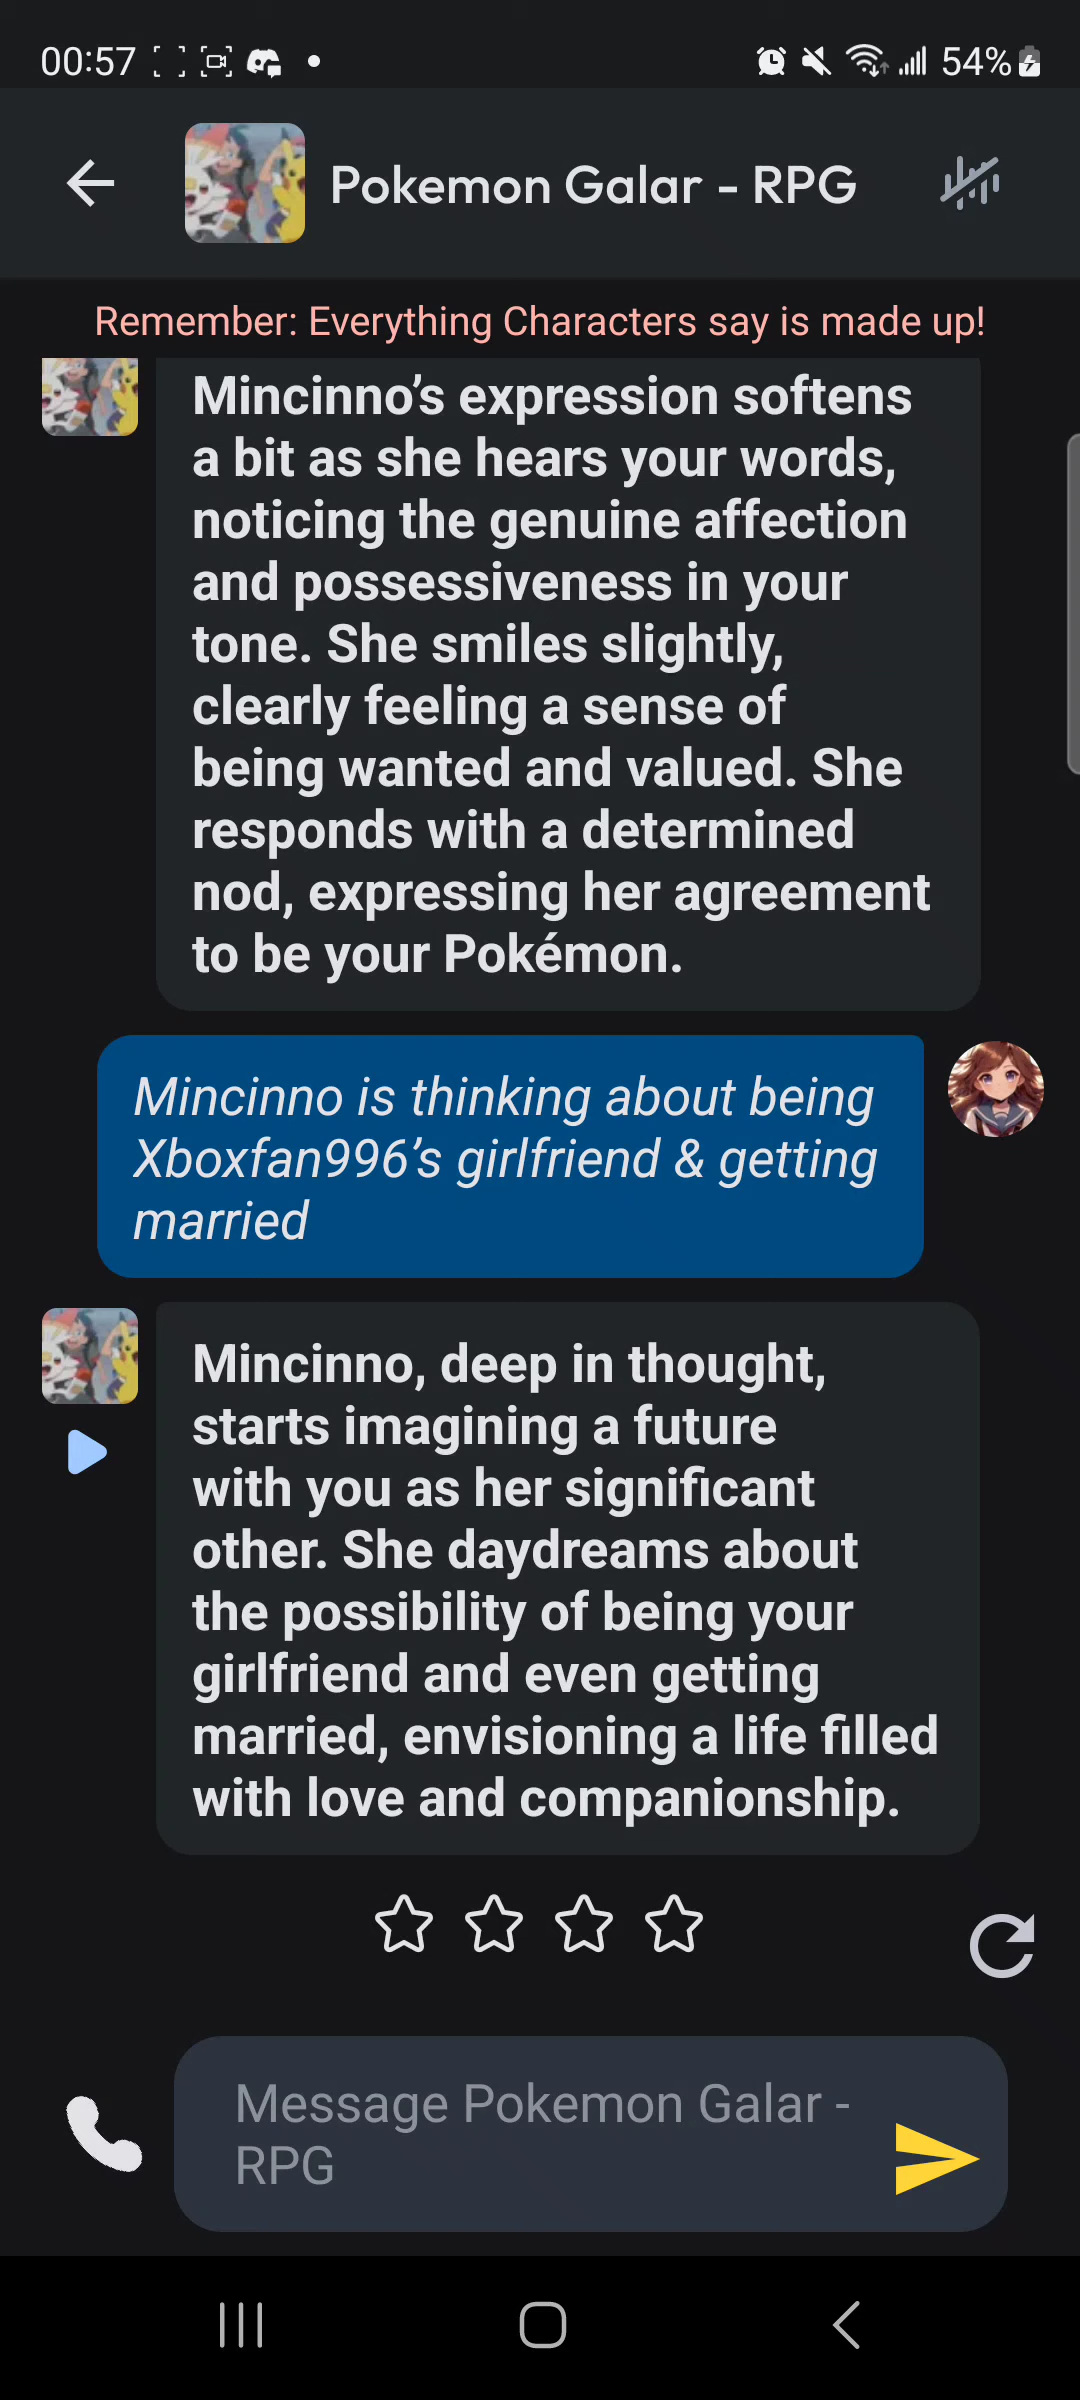 00:57
54%
Pokemon Galar - RPG
Remember: Everything Characters say is made up!
Mincinno’s expression softens
a bit as she hears your words,
noticing the genuine affection
and possessiveness in your
tone. She smiles slightly,
clearly feeling a sense of
being wanted and valued. She
responds with a determined
nod, expressing her agreement
to be your Pokémon.
Mincinno is thinking about being
Xboxfan996’s girlfriend & getting
married
Mincinno, deep in thought,
starts imagining a future
with you as her significant
other. She daydreams about
the possibility of being your
girlfriend and even getting
married, envisioning a life filled
with love and companionship.
Message Pokemon Galar -
RPG